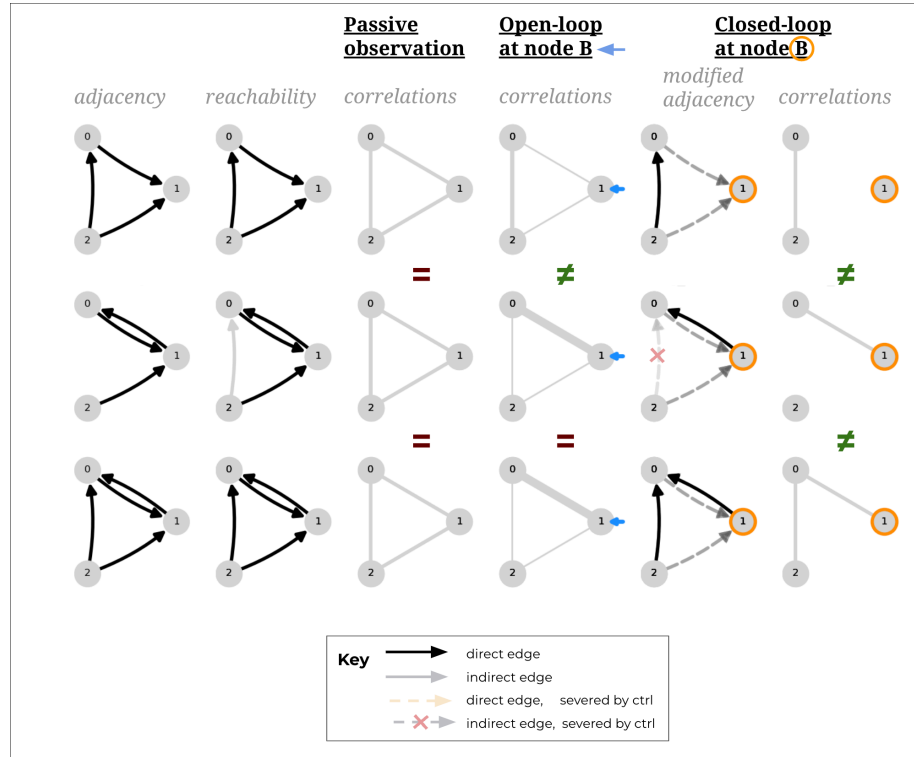 Passive
observation
Open-loop
at node B
Closed-loop
at node B
adjacency
reachability
correlations
correlations
modified
adjacency
correlations
0 0 0 0 0 0
1 1 1 1 1 1
2 2 2 2 2 2
= ≠ ≠
0 0 0 0 0 0
1 1 1 1 1 1
2 2 2 2 2 2
= = ≠
0 0 0 0 0 0
1 1 1 1 1 1
2 2 2 2 2 2
Key
direct edge
indirect edge
direct edge, severed by ctrl
indirect edge, severed by ctrl